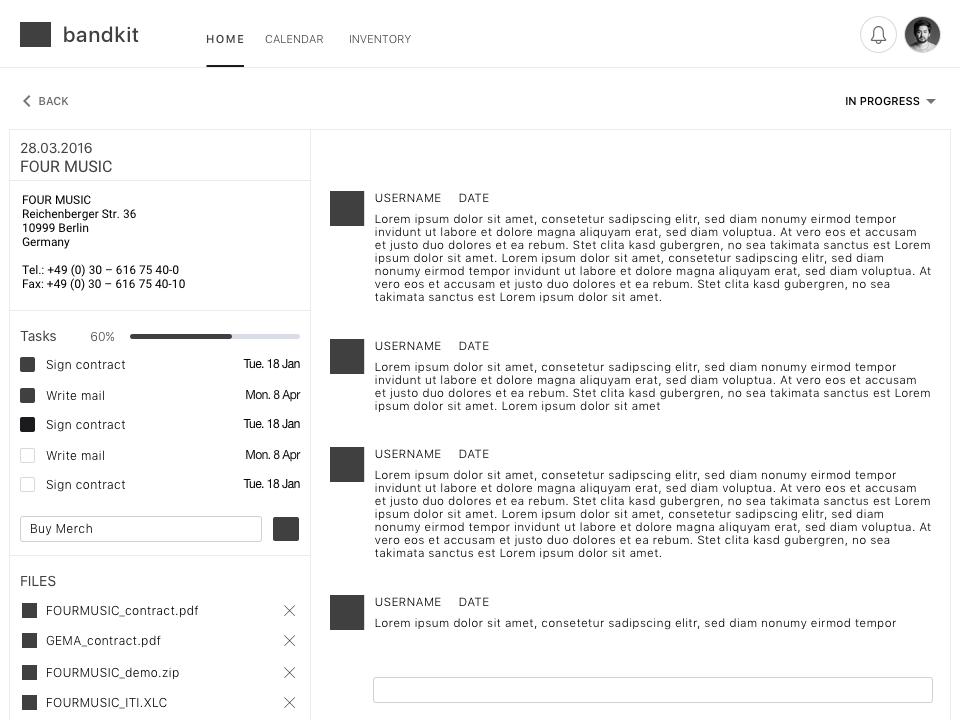 bandkit
HOME CALENDAR INVENTORY
BACK
IN PROGRESS
28.03.2016
FOUR MUSIC
FOUR MUSIC
Reichenberger Str. 36
10999 Berlin
Germany
Tel.: +49 (0) 30 – 616 75 40-0
Fax: +49 (0) 30 – 616 75 40-10
Tasks 60%
Sign contract Tue. 18 Jan
Write mail Mon. 8 Apr
Sign contract Tue. 18 Jan
Write mail Mon. 8 Apr
Sign contract Tue. 18 Jan
Buy Merch
FILES
FOURMUSIC_contract.pdf
GEMA_contract.pdf
FOURMUSIC_demo.zip
FOURMUSIC_ITI.XLC
USERNAME DATE
Lorem ipsum dolor sit amet, consetetur sadipscing elitr, sed diam nonumy eirmod tempor
invidunt ut labore et dolore magna aliquyam erat, sed diam voluptua. At vero eos et accusam
et justo duo dolores et ea rebum. Stet clita kasd gubergren, no sea takimata sanctus est Lorem
ipsum dolor sit amet. Lorem ipsum dolor sit amet, consetetur sadipscing elitr, sed diam
nonumy eirmod tempor invidunt ut labore et dolore magna aliquyam erat, sed diam voluptua. At
vero eos et accusam et justo duo dolores et ea rebum. Stet clita kasd gubergren, no sea
takimata sanctus est Lorem ipsum dolor sit amet.
USERNAME DATE
Lorem ipsum dolor sit amet, consetetur sadipscing elitr, sed diam nonumy eirmod tempor
invidunt ut labore et dolore magna aliquyam erat, sed diam voluptua. At vero eos et accusam
et justo duo dolores et ea rebum. Stet clita kasd gubergren, no sea takimata sanctus est Lorem
ipsum dolor sit amet. Lorem ipsum dolor sit amet
USERNAME DATE
Lorem ipsum dolor sit amet, consetetur sadipscing elitr, sed diam nonumy eirmod tempor
invidunt ut labore et dolore magna aliquyam erat, sed diam voluptua. At vero eos et accusam
et justo duo dolores et ea rebum. Stet clita kasd gubergren, no sea takimata sanctus est Lorem
ipsum dolor sit amet. Lorem ipsum dolor sit amet, consetetur sadipscing elitr, sed diam
nonumy eirmod tempor invidunt ut labore et dolore magna aliquyam erat, sed diam voluptua. At
vero eos et accusam et justo duo dolores et ea rebum. Stet clita kasd gubergren, no sea
takimata sanctus est Lorem ipsum dolor sit amet.
USERNAME DATE
Lorem ipsum dolor sit amet, consetetur sadipscing elitr, sed diam nonumy eirmod tempor